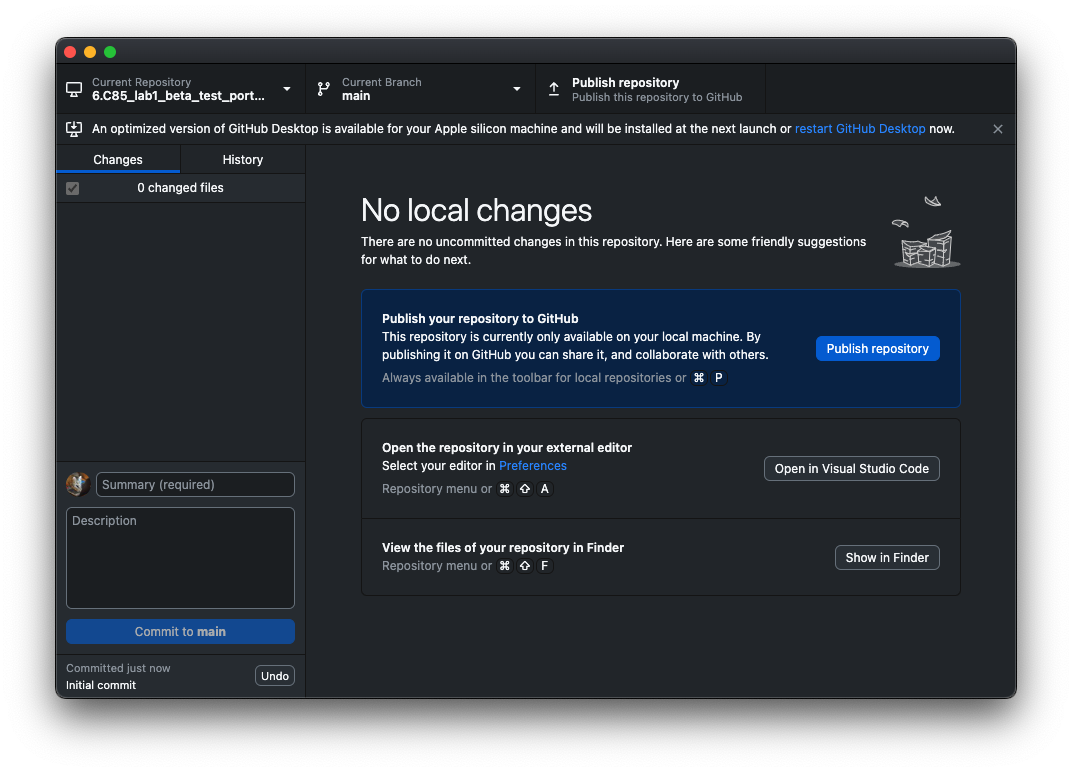 Current Repository
6.C85_lab1_beta_test_port...
Current Branch
main
Publish repository
Publish this repository to GitHub
An optimized version of GitHub Desktop is available for your Apple silicon machine and will be installed at the next launch or restart GitHub Desktop now.
Changes
History
0 changed files
No local changes
There are no uncommitted changes in this repository. Here are some friendly suggestions
for what to do next.
Publish your repository to GitHub
This repository is currently only available on your local machine. By
publishing it on GitHub you can share it, and collaborate with others.
Always available in the toolbar for local repositories or ⌘ P
Publish repository
Open the repository in your external editor
Select your editor in Preferences
Repository menu or ⌘ ⇧ A
Open in Visual Studio Code
View the files of your repository in Finder
Repository menu or ⌘ ⇧ F
Show in Finder
Summary (required)
Description
Commit to main
Committed just now
Initial commit
Undo